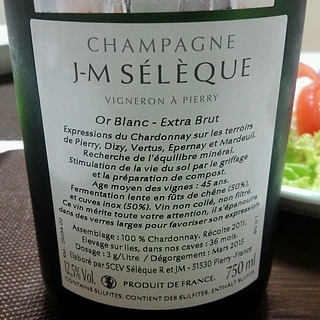 CHAMPAGNE
J-M SÉLÈQUE
VIGNERON À PIERRY
Or Blanc - Extra Brut
Expressions du Chardonnay sur les terroirs
de Pierry, Dizy, Vertus, Epernay et Mardeuil.
Recherche de l'équilibre minéral.
Stimulation de la vie du sol par le griffage
et la préparation de compost.
Age moyen des vignes : 45 ans.
Fermentation lente en fûts de chêne (50%),
et cuves inox (50%). Vin non collé, non filtré.
Ce vin mérite toute votre attention, il s'épanouira
dans des verres larges pour favoriser son expression.
Assemblage : 100 % Chardonnay. Récolte 2011.
Elevage sur lies, dans nos caves : 36 mois.
Dosage : 3 g/Litre / Dégorgement : Mars 2015
Elaboré par SCEV Sélèque R et JM - 51530 Pierry-France
12,5% Vol. PRODUIT DE FRANCE. 750 ml
CONTAINS SULFITES. CONTIENT DES SULFITES. ENTHÄLT SULFITE.